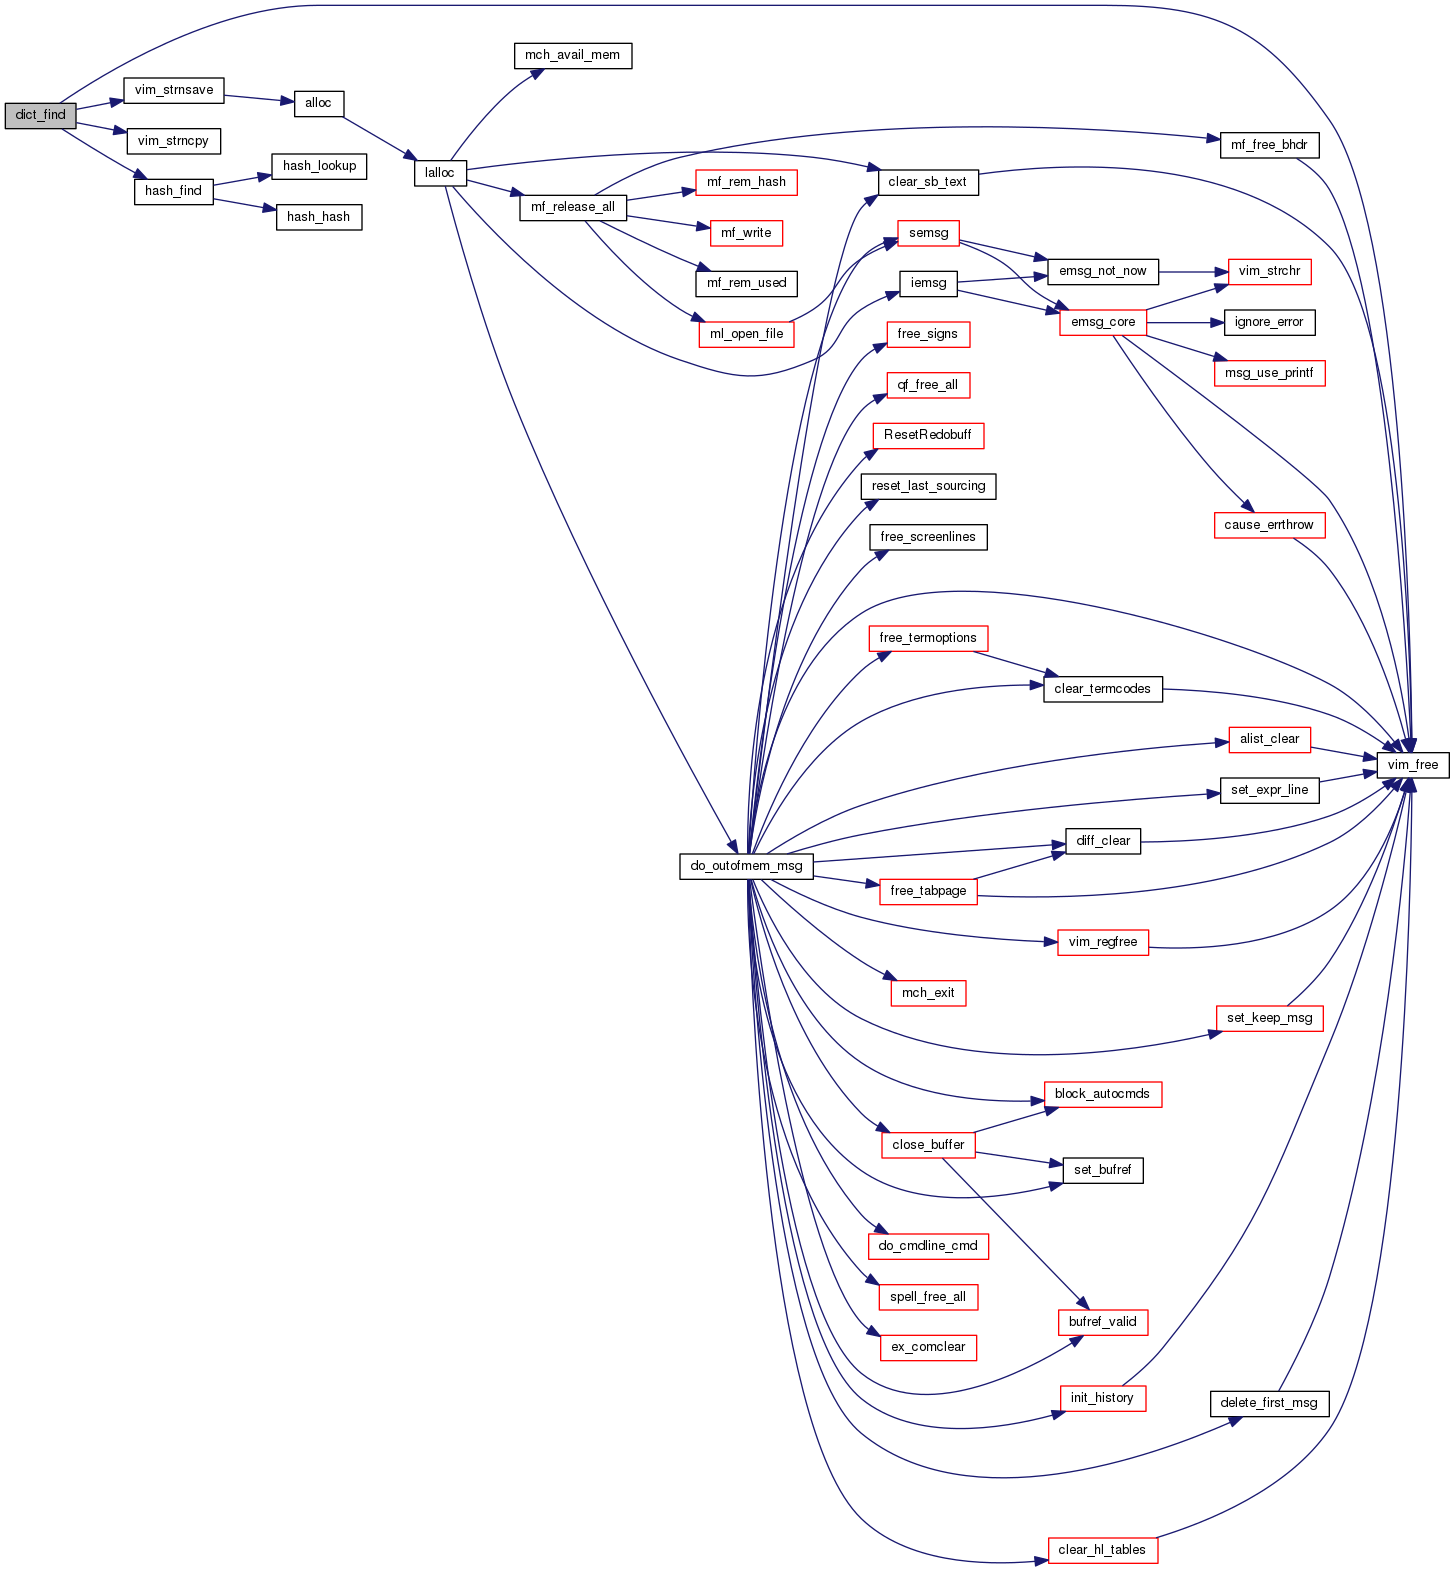 mch_avail_mem
vim_strnsave
alloc
dict_find
vim_strncpy
mf_free_bhdr
hash_lookup
lalloc
clear_sb_text
mf_rem_hash
hash_find
mf_release_all
hash_hash
mf_write
semsg
emsg_not_now
vim_strchr
mf_rem_used
iemsg
emsg_core
ignore_error
ml_open_file
free_signs
msg_use_printf
qf_free_all
ResetRedobuff
reset_last_sourcing
cause_errthrow
free_screenlines
free_termoptions
clear_termcodes
alist_clear
vim_free
set_expr_line
diff_clear
do_outofmem_msg
free_tabpage
vim_regfree
mch_exit
set_keep_msg
block_autocmds
close_buffer
set_bufref
do_cmdline_cmd
spell_free_all
bufref_valid
ex_comclear
init_history
delete_first_msg
clear_hl_tables